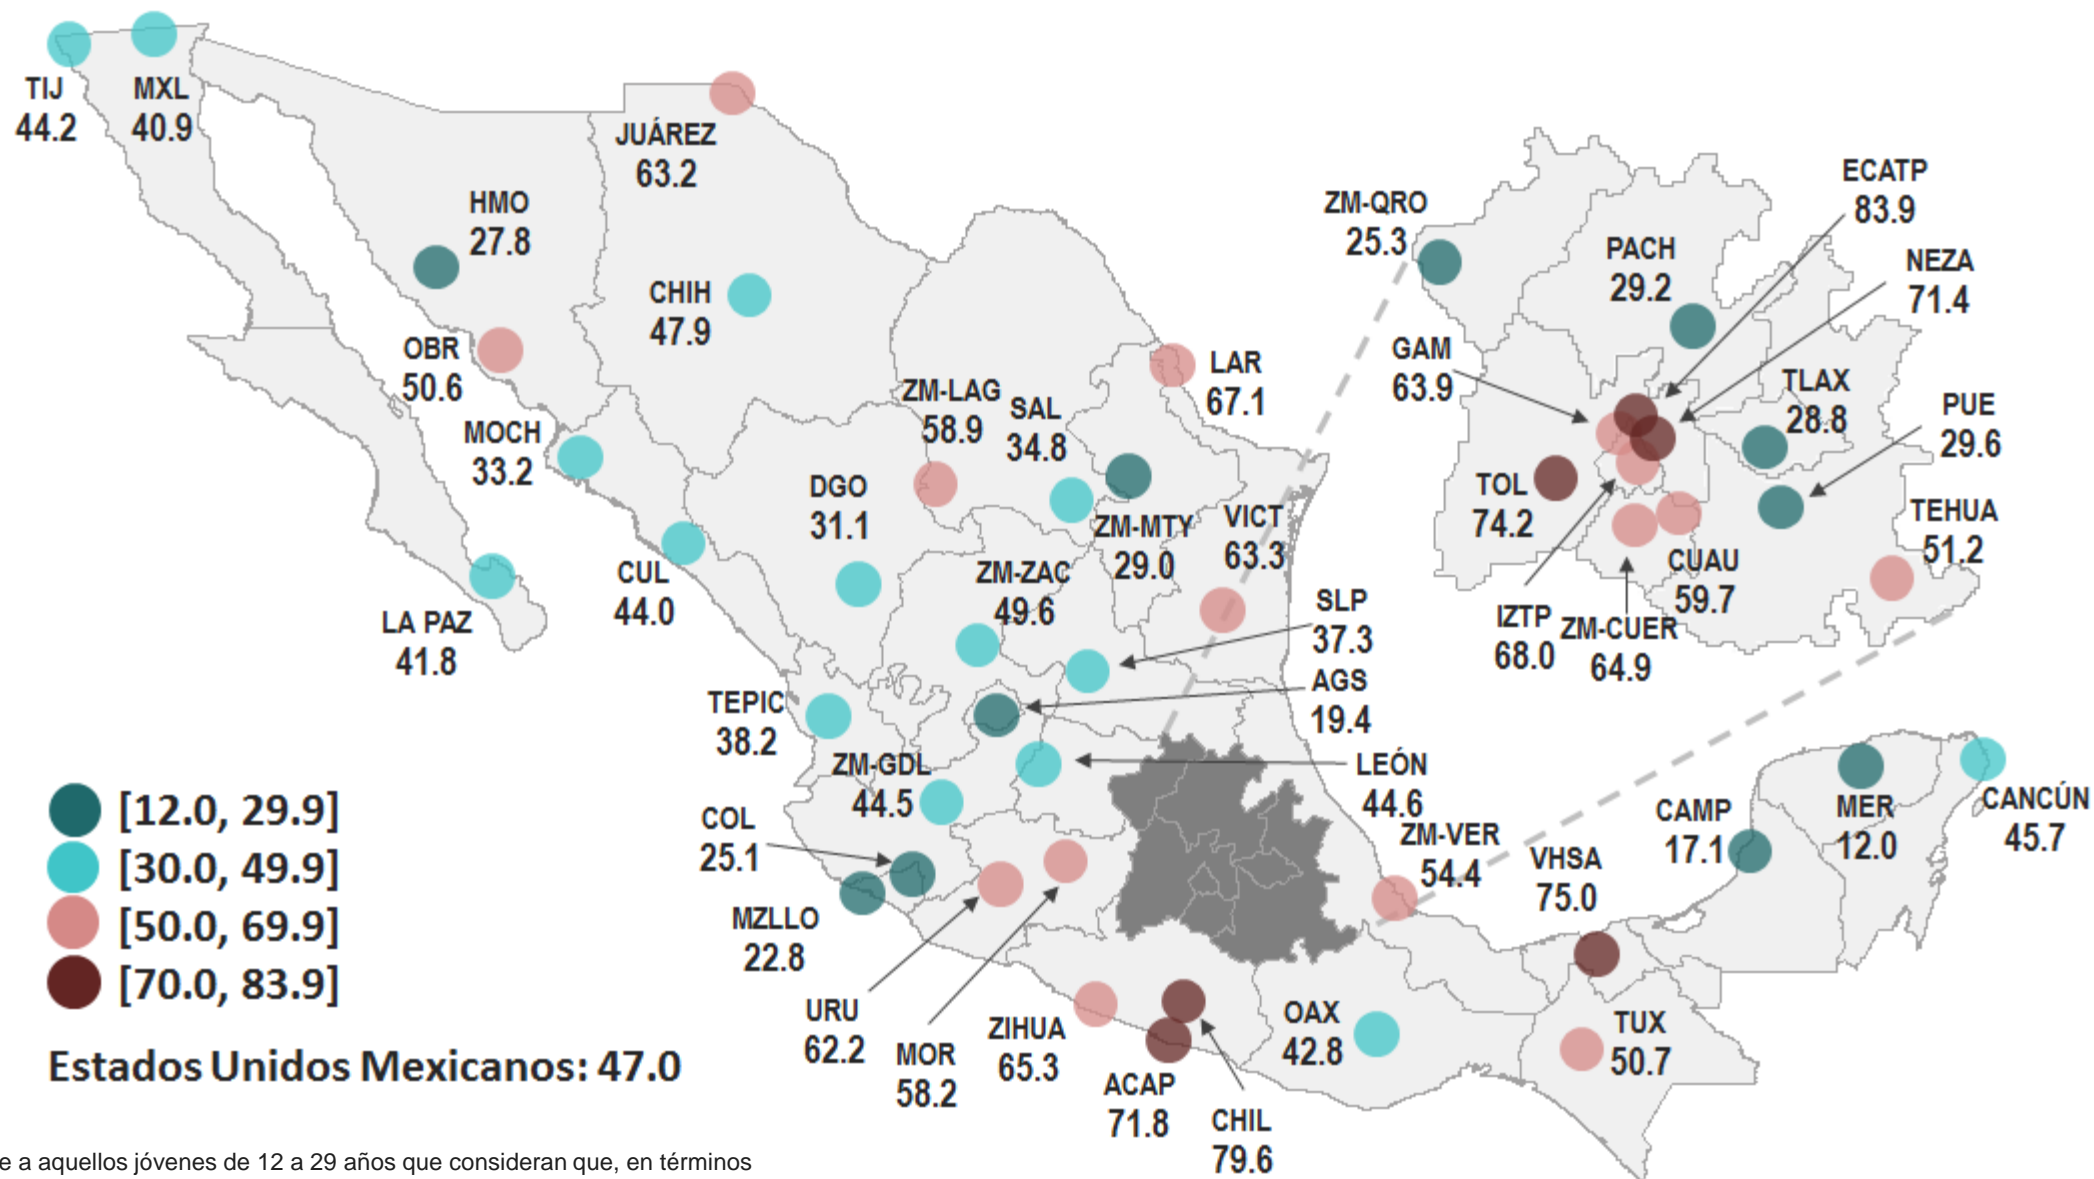 TIJ
44.2
MXL
40.9
JUÁREZ
63.2
HMO
27.8
CHIH
47.9
OBR
50.6
MOCH
33.2
ZM-LAG
58.9
SAL
34.8
LAR
67.1
DGO
31.1
CUL
44.0
LA PAZ
41.8
ZM-MTY
29.0
VICT
63.3
ZM-ZAC
49.6
SLP
37.3
AGS
19.4
TEPIC
38.2
ZM-GDL
44.5
LEÓN
44.6
COL
25.1
MZLLO
22.8
URU
62.2
MOR
58.2
ZIHUA
65.3
ACAP
71.8
CHIL
79.6
OAX
42.8
ZM-VER
54.4
VHSA
75.0
TUX
50.7
CAMP
17.1
MER
12.0
CANCÚN
45.7
ZM-QRO
25.3
PACH
29.2
ECATP
83.9
NEZA
71.4
GAM
63.9
TLAX
28.8
PUE
29.6
TOL
74.2
TEHUA
51.2
CUAU
59.7
IZTP
68.0
ZM-CUER
64.9
[12.0, 29.9]
[30.0, 49.9]
[50.0, 69.9]
[70.0, 83.9]
Estados Unidos Mexicanos: 47.0
e a aquellos jóvenes de 12 a 29 años que consideran que, en términos